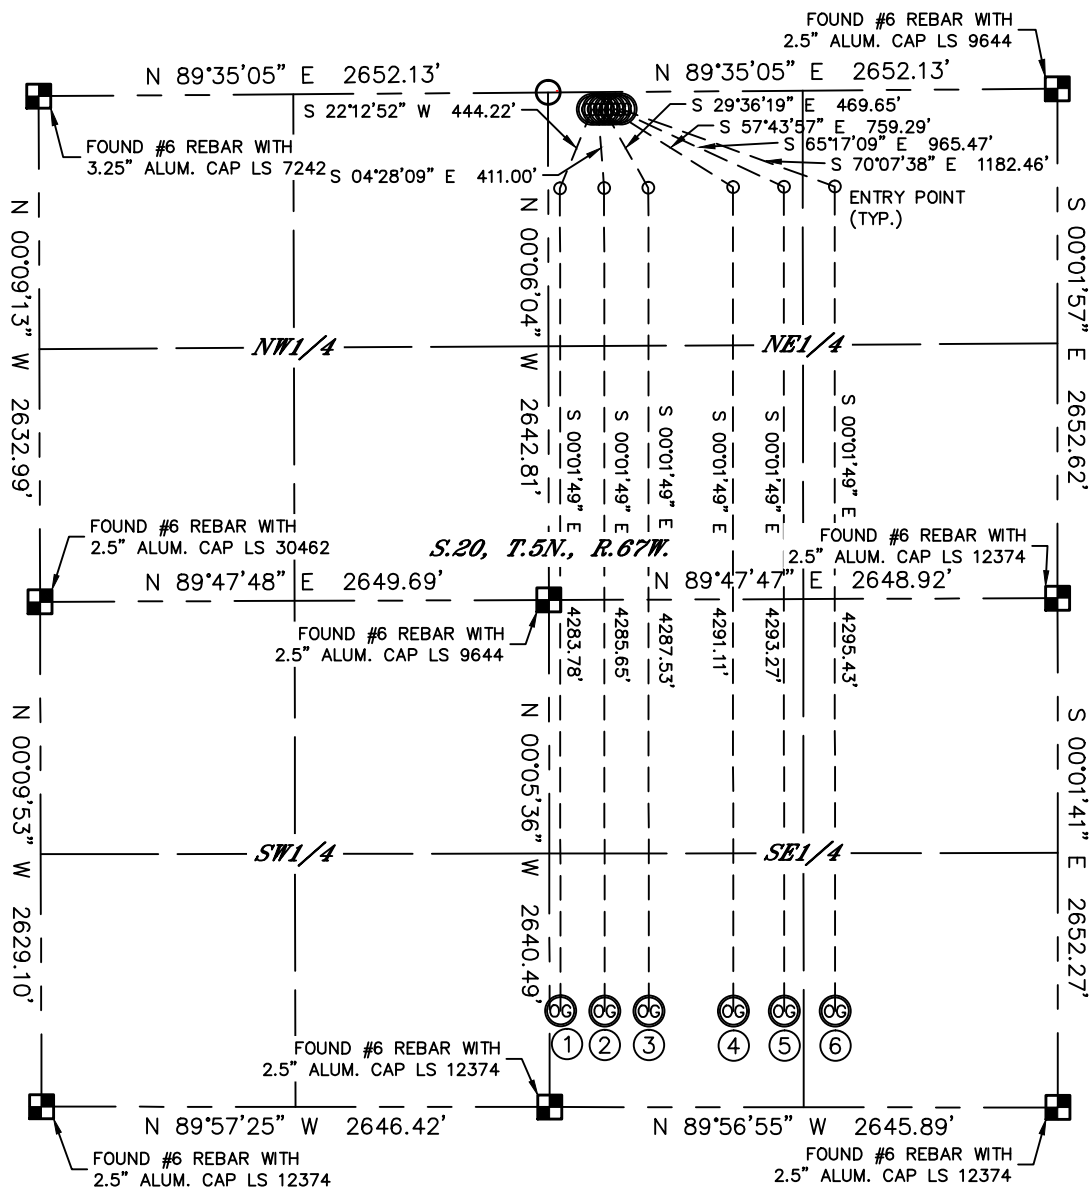 FOUND #6 REBAR WITH
2.5” ALUM. CAP LS 9644
N 89°35'05” E 2652.13'
N 89°35'05” E 2652.13'
S 22°12'52” W 444.22'
S 29°36'19” E 469.65'
S 57°43'57” E 759.29'
S 65°17'09” E 965.47'
S 70°07'38” E 1182.46'
FOUND #6 REBAR WITH
3.25” ALUM. CAP LS 7242
S 04°28'09” E 411.00'
ENTRY POINT
(TYP.)
N 00°09'13” W 2632.99'
N 00°06'04” W 2642.81'
S 00°01'57” E 2652.62'
NW1/4
NE1/4
S 00°01'49” E
S 00°01'49” E
S 00°01'49” E
S 00°01'49” E
S 00°01'49” E
S 00°01'49” E
FOUND #6 REBAR WITH
2.5” ALUM. CAP LS 30462
S.20, T.5N., R.67W.
FOUND #6 REBAR WITH
2.5” ALUM. CAP LS 12374
N 89°47'48” E 2649.69'
N 89°47'47” E 2648.92'
FOUND #6 REBAR WITH
2.5” ALUM. CAP LS 9644
4283.78'
4285.65'
4287.53'
4291.11'
4293.27'
4295.43'
N 00°09'53” W 2629.10'
N 00°05'36” W 2640.49'
S 00°01'41” E 2652.27'
SW1/4
SE1/4
OG
OG
OG
OG
OG
OG
1
2
3
4
5
6
FOUND #6 REBAR WITH
2.5” ALUM. CAP LS 12374
N 89°57'25” W 2646.42'
N 89°56'55” W 2645.89'
FOUND #6 REBAR WITH
2.5” ALUM. CAP LS 12374
FOUND #6 REBAR WITH
2.5” ALUM. CAP LS 12374